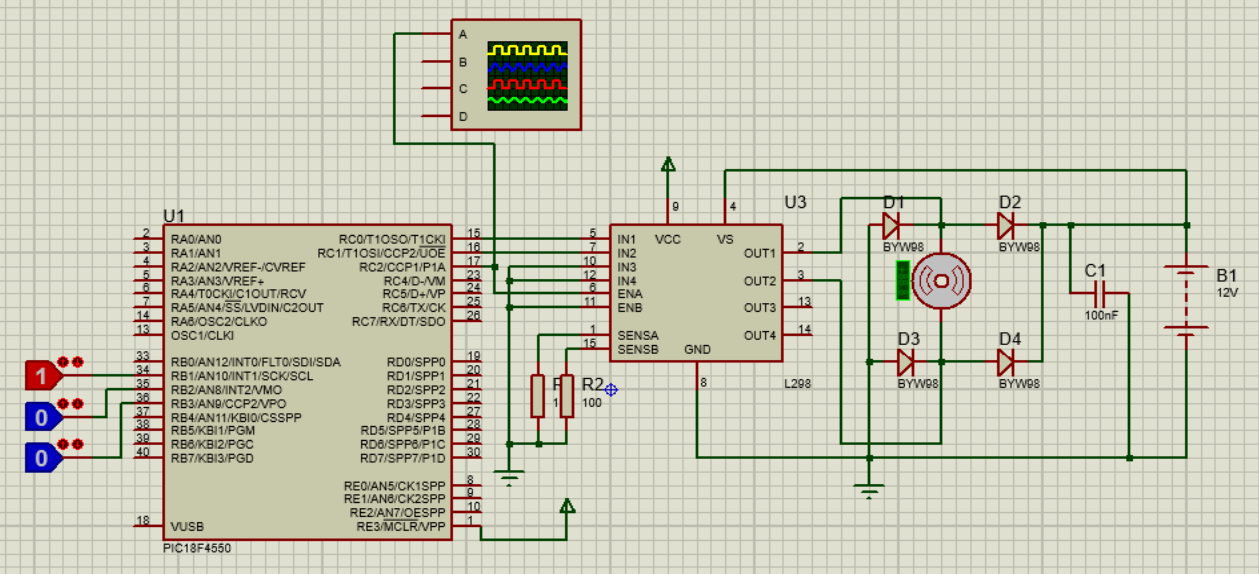 A
B
C
D
U1
2 RA0/AN0
3 RA1/AN1
4 RA2/AN2/VREF-/CVREF
5 RA3/AN3/VREF+
6 RA4/T0CKI/C1OUT/RCV
7 RA5/AN4/SS/LVDIN/C2OUT
14 RA6/OSC2/CLKO
13 OSC1/CLKI
33 RB0/AN12/INT0/FLT0/SDI/SDA
34 RB1/AN10/INT1/SCK/SCL
35 RB2/AN8/INT2/VMO
36 RB3/AN9/CCP2/VPO
37 RB4/AN11/KBI0/CSSPP
38 RB5/KBI1/PGM
39 RB6/KBI2/PGC
40 RB7/KBI3/PGD
18 VUSB
PIC18F4550
1
0
0
RC0/T1OSO/T1CKI 15
RC1/T1OSI/CCP2/UOE 16
RC2/CCP1/P1A 17
RC4/D-/VM 23
RC5/D+/VP 24
RC6/TX/CK 25
RC7/RX/DT/SDO 26
RD0/SPP0 19
RD1/SPP1 20
RD2/SPP2 21
RD3/SPP3 22
RD4/SPP4 27
RD5/SPP5/P1B 28
RD6/SPP6/P1C 29
RD7/SPP7/P1D 30
RE0/AN5/CK1SPP 8
RE1/AN6/CK2SPP 9
RE2/AN7/OESPP 10
RE3/MCLR/VPP 1
R2
100
U3
9 VCC
4 VS
5 IN1
7 IN2
10 IN3
12 IN4
6 ENA
11 ENB
1 SENSA
15 SENSB
GND
8
OUT1 2
OUT2 3
OUT3 13
OUT4 14
L298
D1
BYW98
D2
BYW98
D3
BYW98
D4
BYW98
C1
100nF
B1
12V